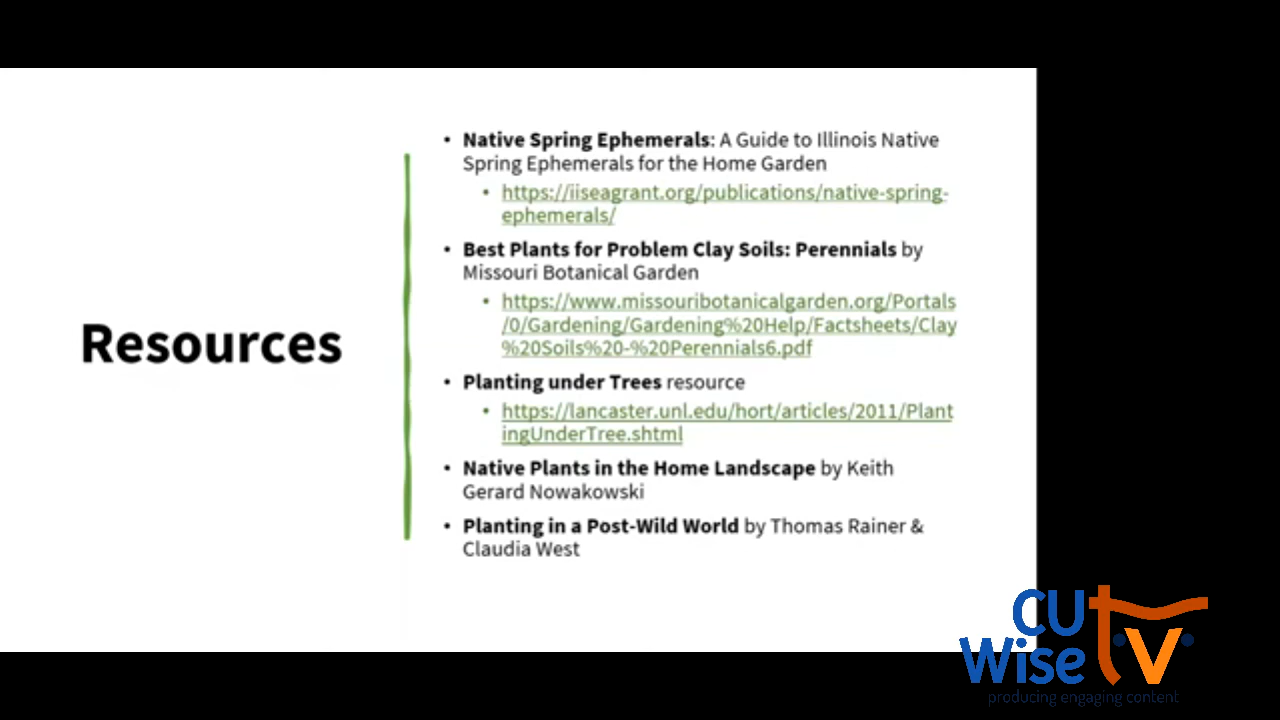 Resources
• Native Spring Ephemerals: A Guide to Illinois Native
Spring Ephemerals for the Home Garden
• https://iiseagrant.org/publications/native-spring-
ephemerals/
• Best Plants for Problem Clay Soils: Perennials by
Missouri Botanical Garden
• https://www.missouribotanicalgarden.org/Portals
/0/Gardening/Gardening%20Help/Factsheets/Clay
%20Soils%20-%20Perennials6.pdf
• Planting under Trees resource
• https://lancaster.unl.edu/hort/articles/2011/Plant
ingUnderTree.shtml
• Native Plants in the Home Landscape by Keith
Gerard Nowakowski
• Planting in a Post-Wild World by Thomas Rainer &
Claudia West
CU
Wise tv
producing engaging content